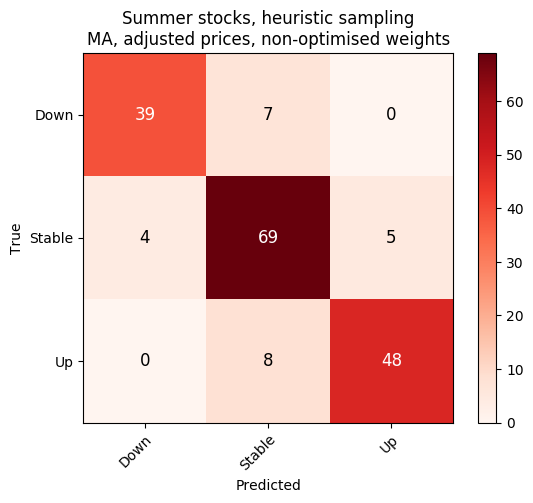 Summer stocks, heuristic sampling
MA, adjusted prices, non-optimised weights
Down 39 7 0
Stable 4 69 5
Up 0 8 48
True
Down Stable Up
Predicted
60
50
40
30
20
10
0